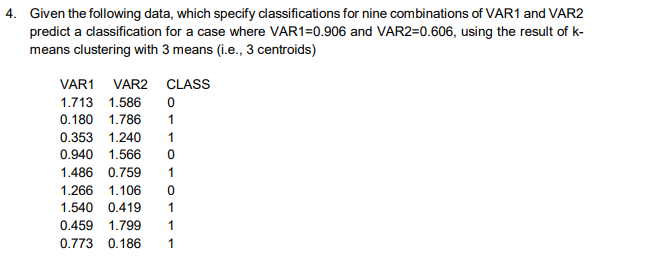 4. Given the following data, which specify classifications for nine combinations of VAR1 and VAR2
predict a classification for a case where VAR1=0.906 and VAR2=0.606, using the result of k-
means clustering with 3 means (i.e., 3 centroids)
VAR1 VAR2 CLASS
1.713 1.586 0
0.180 1.786 1
0.353 1.240 1
0.940 1.566 0
1.486 0.759 1
1.266 1.106 0
1.540 0.419 1
0.459 1.799 1
0.773 0.186 1